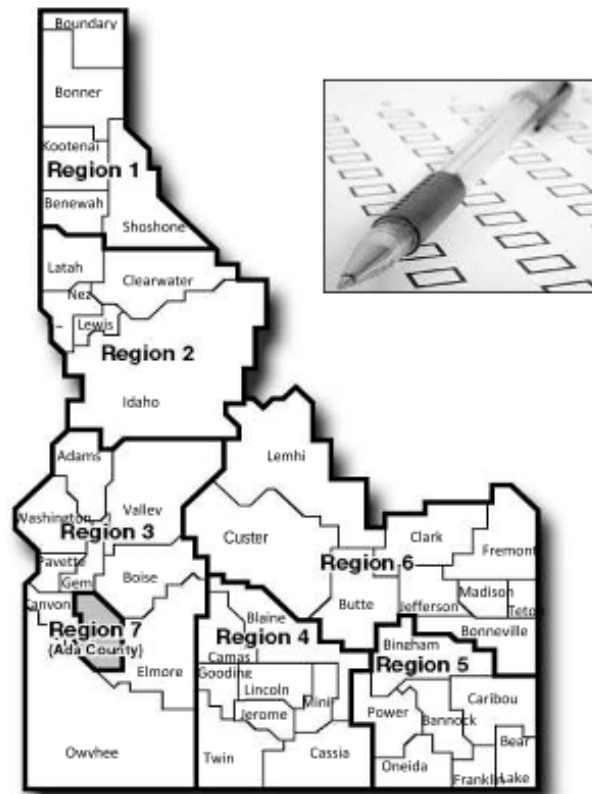 Boundary
Bonner
Kootenai
Region 1
Benewah
Shoshone
Latah
Clearwater
Nez
Lewis
Region 2
Idaho
Adams
Lemhi
Valley
Washington
Region 3
Custer
Clark
Fremont
Region 6
Payette
Boise
Gem
Madison
Canyon
Butte
Jefferson
Teton
Blaine
Region 7
Region 4
Bonneville
(Ada County)
Bingham
Camas
Region 5
Elmore
Gooding
Lincoln
Mini
Caribou
Jerome
Power
Bannock
Owyhee
Twin
Cassia
Oneida
Bear
Franklin
Lake